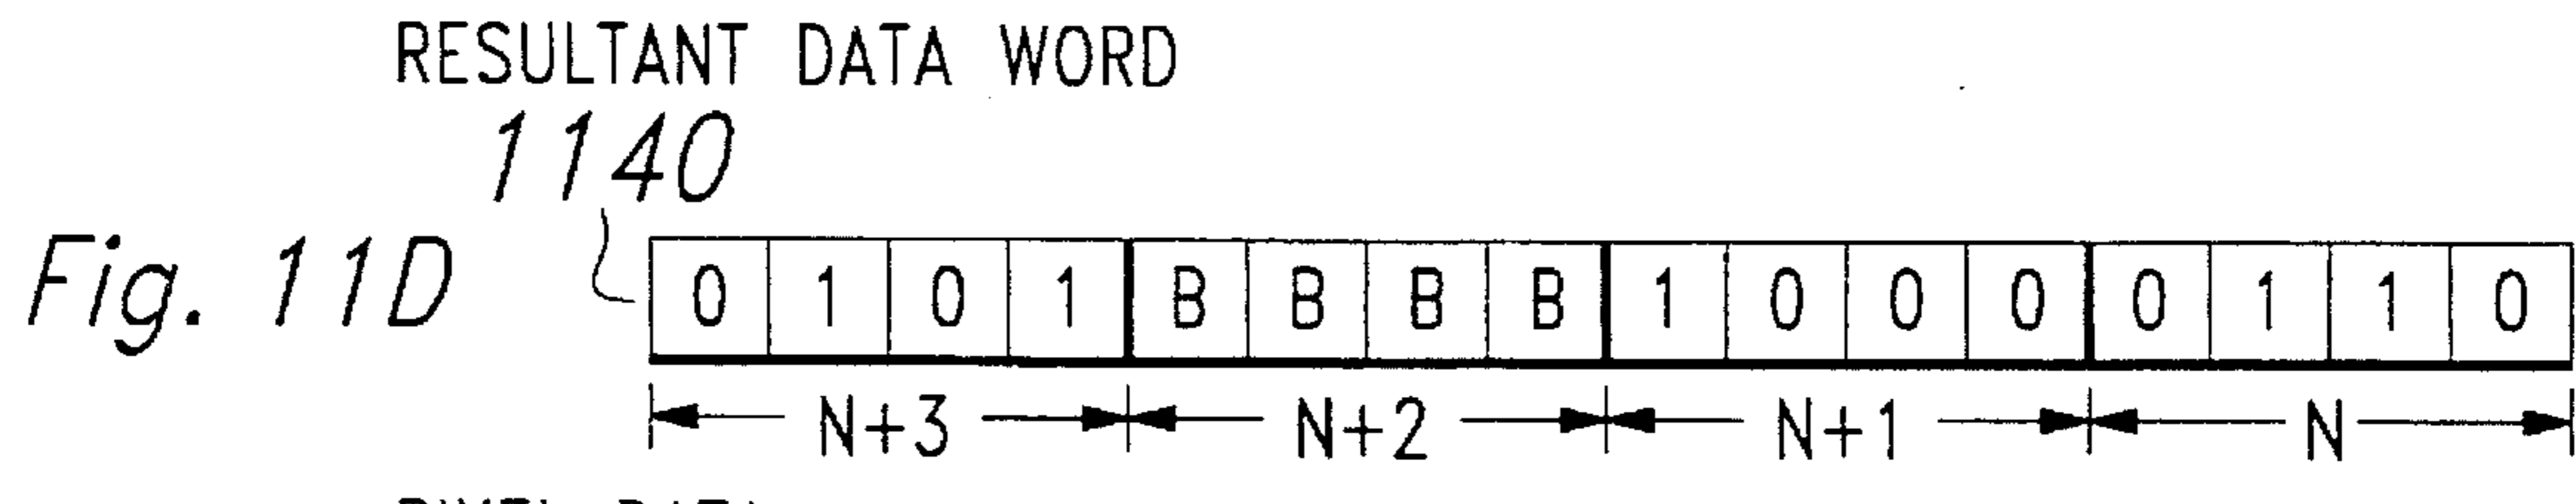 RESULTANT DATA WORD
1140
Fig. 11D
0 1 0 1 B B B B 1 0 0 0 0 1 1 0
N+3 N+2 N+1 N